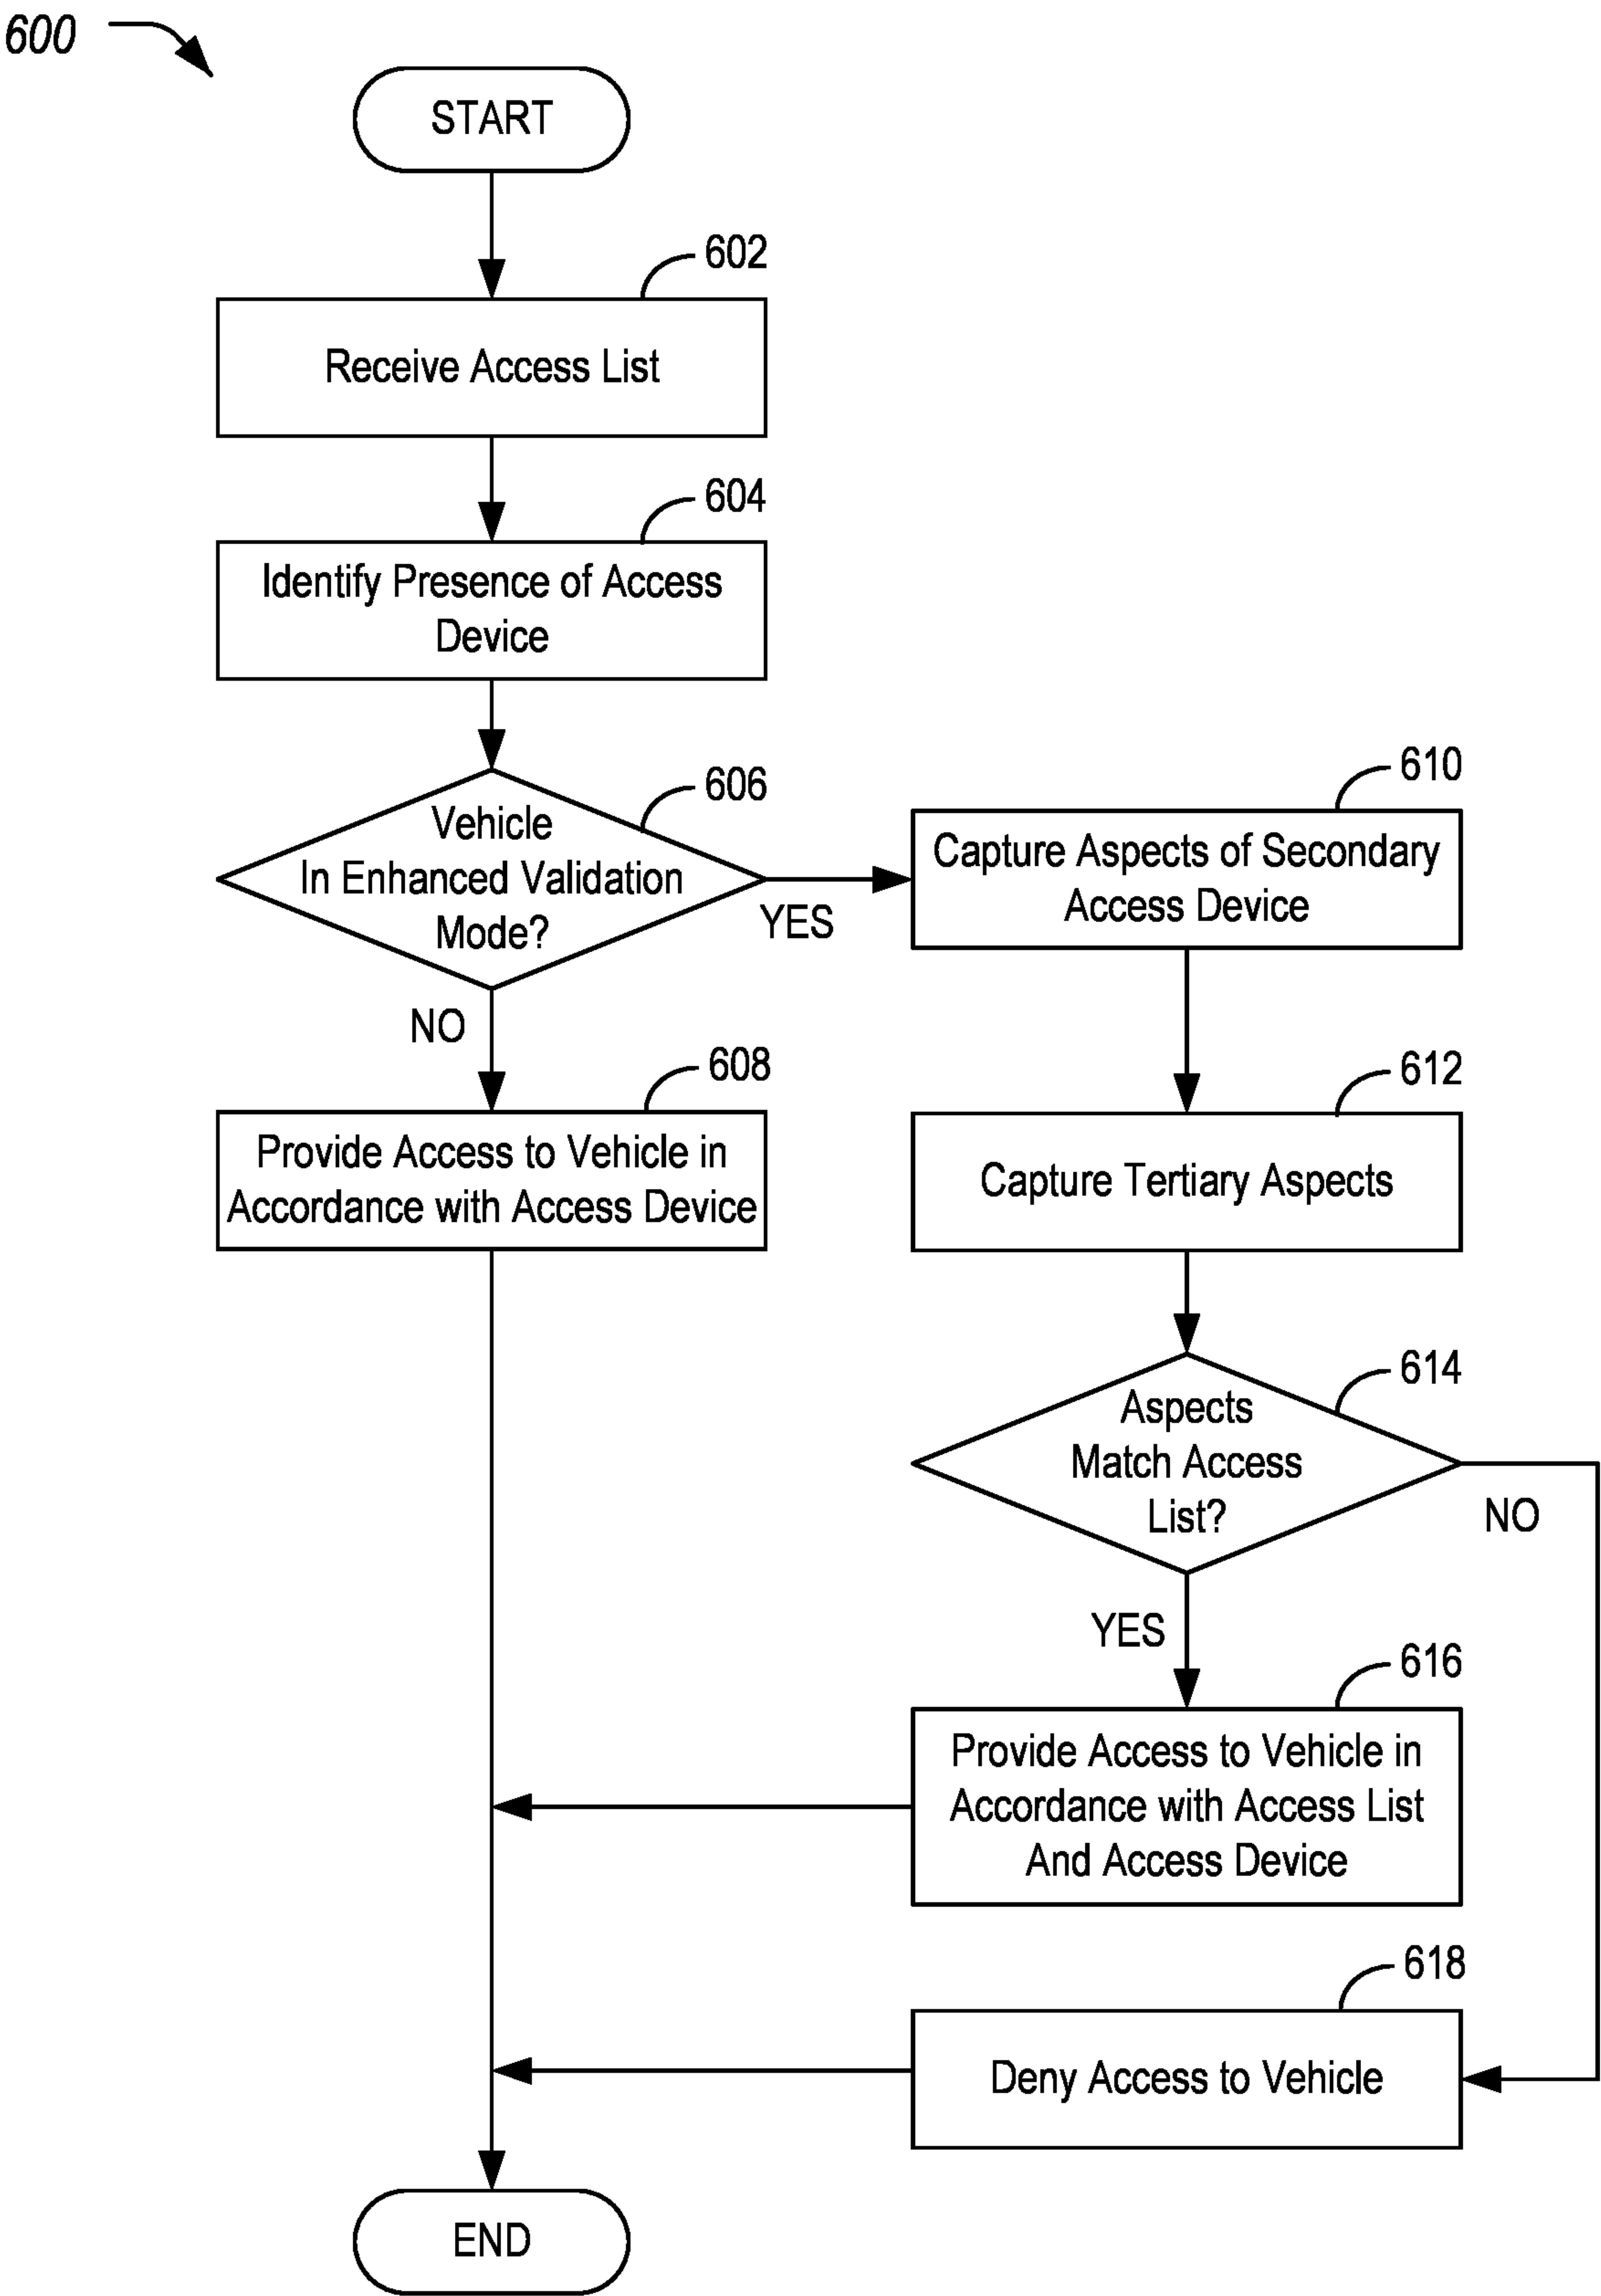 600
START
602
Receive Access List
604
Identify Presence of Access
Device
606
Vehicle
In Enhanced Validation
Mode?
YES
NO
608
Provide Access to Vehicle in
Accordance with Access Device
610
Capture Aspects of Secondary
Access Device
612
Capture Tertiary Aspects
614
Aspects
Match Access
List?
NO
YES
616
Provide Access to Vehicle in
Accordance with Access List
And Access Device
618
Deny Access to Vehicle
END